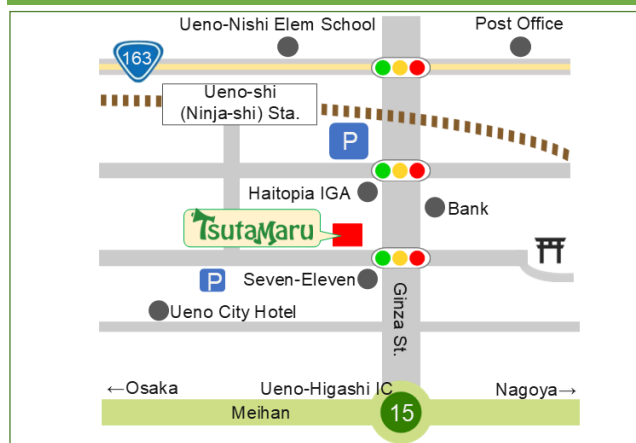 Ueno-Nishi Elem School
Post Office
163
Ueno-shi
(Ninja-shi) Sta.
P
Haitopia IGA
Bank
TsutaMaru
P
Seven-Eleven
Ginza St.
Ueno City Hotel
←Osaka
Ueno-Higashi IC
Nagoya→
Meihan
15